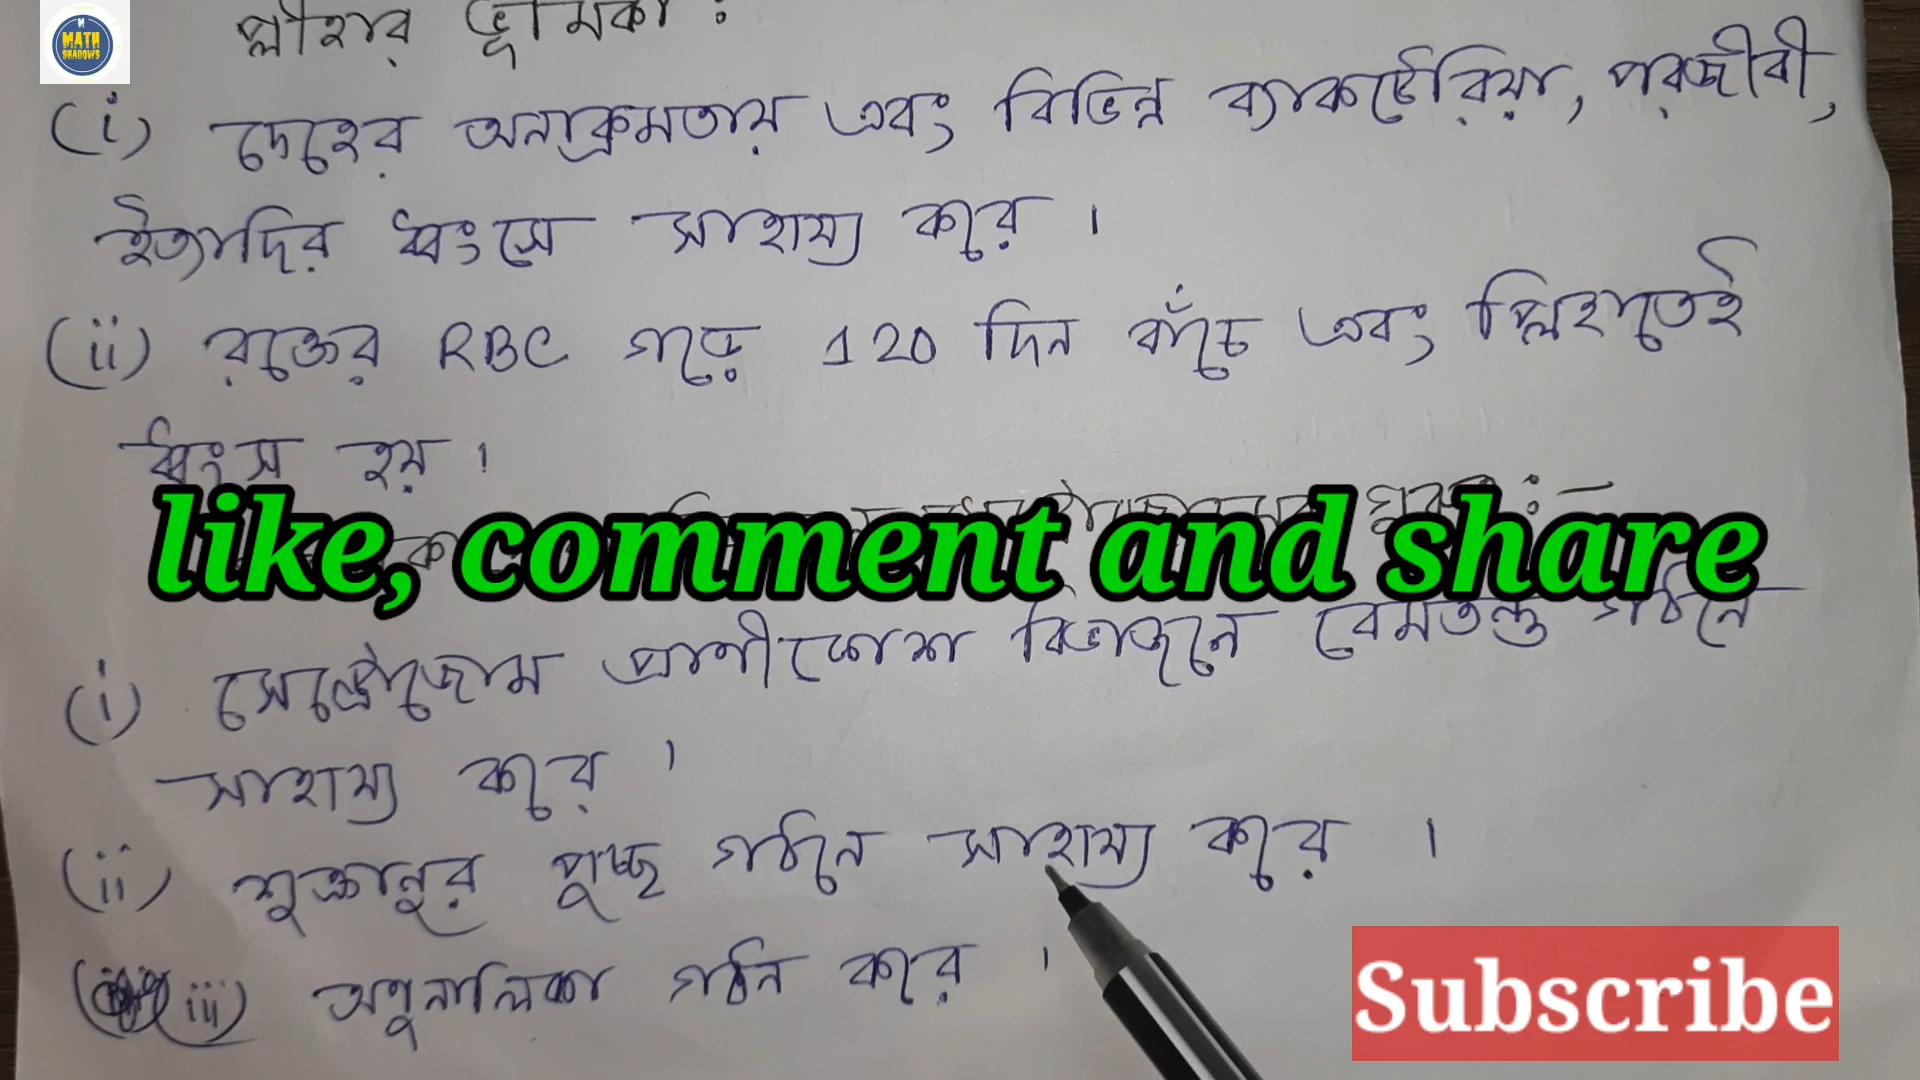 M
MATH
SHADOWS
প্লীহার ভূমিকা :
(i) দেহের অনাক্রমতায় এবং বিভিন্ন ব্যাকটেরিয়া, পরজীবী,
ইত্যাদির ধ্বংসে সাহায্য করে ।
(ii) রক্তের RBC গড়ে 120 দিন বাঁচে এবং প্লিহাতেই
ধ্বংস হয় ।
like, comment and share
(i) সেন্ট্রোজোম প্রাণীকোশ বিভাজনে বেমতন্তু গঠনে
সাহায্য করে ।
(ii) শুক্রানুর পুচ্ছ গঠনে সাহায্য করে ।
(iii) অণুনালিকা গঠন করে ।
Subscribe